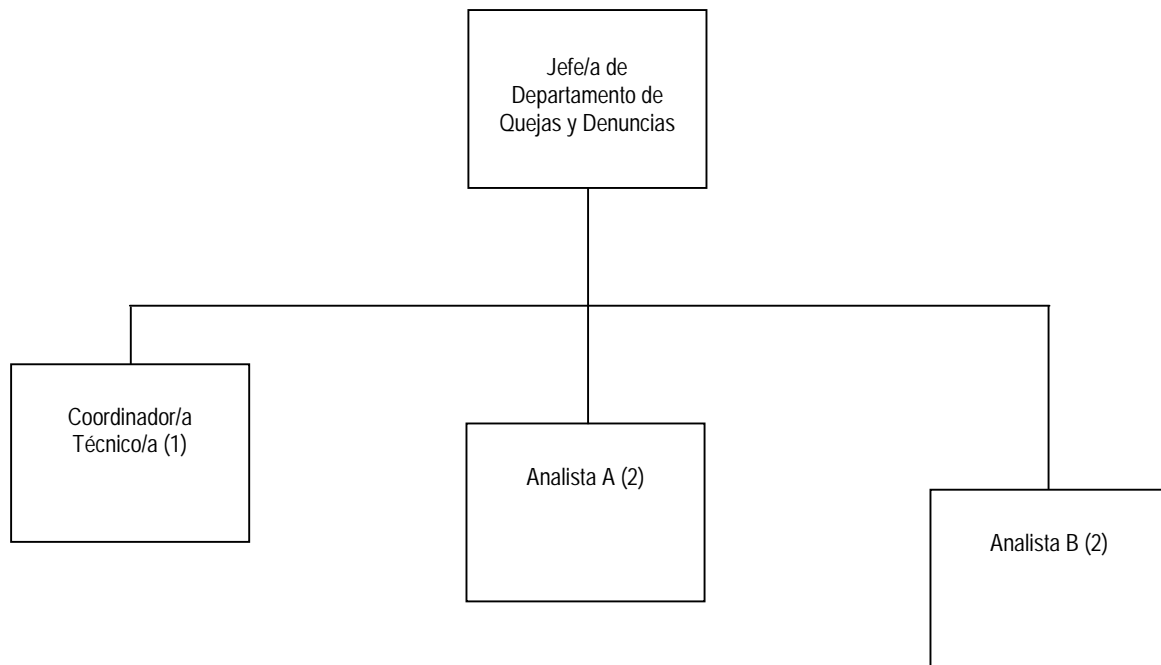 Jefe/a de
Departamento de
Quejas y Denuncias
Coordinador/a
Técnico/a (1)
Analista A (2)
Analista B (2)